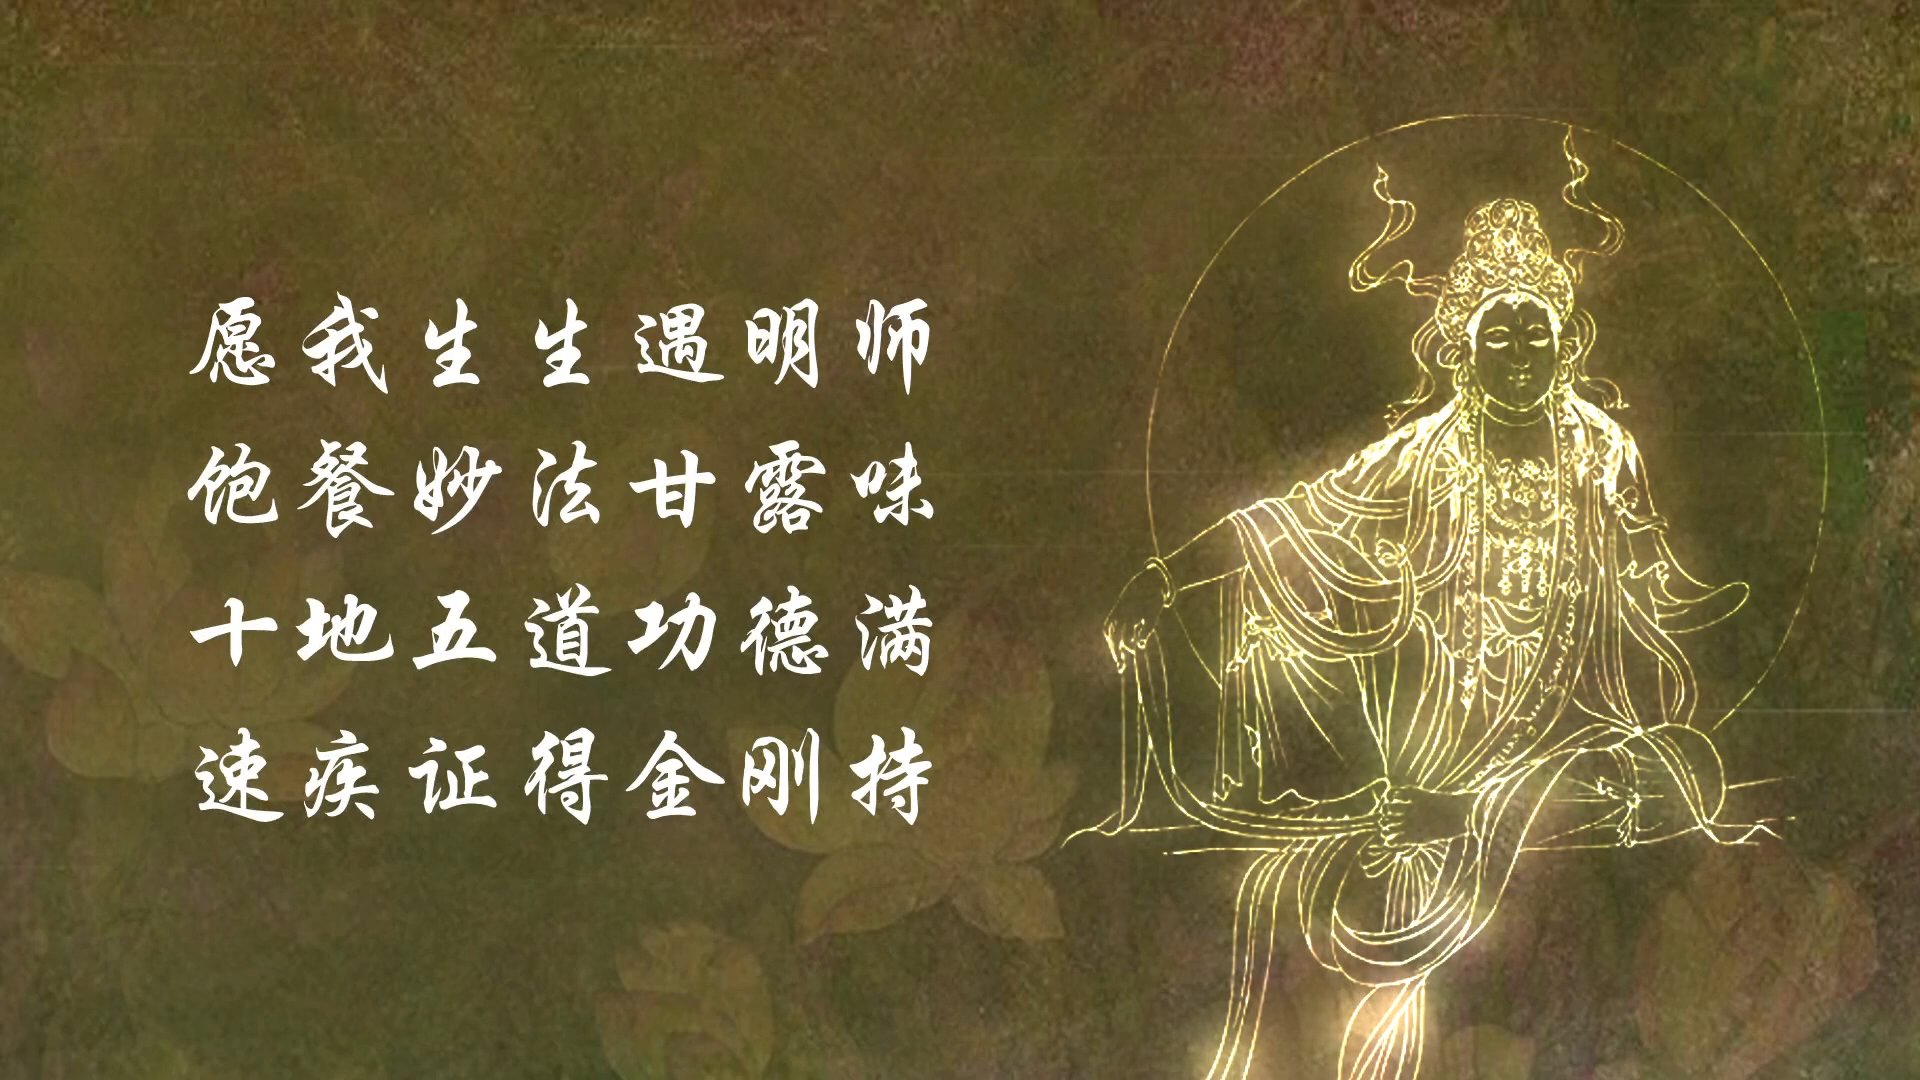 愿我生生遇明师
饱餐妙法甘露味
十地五道功德满
速疾证得金刚持